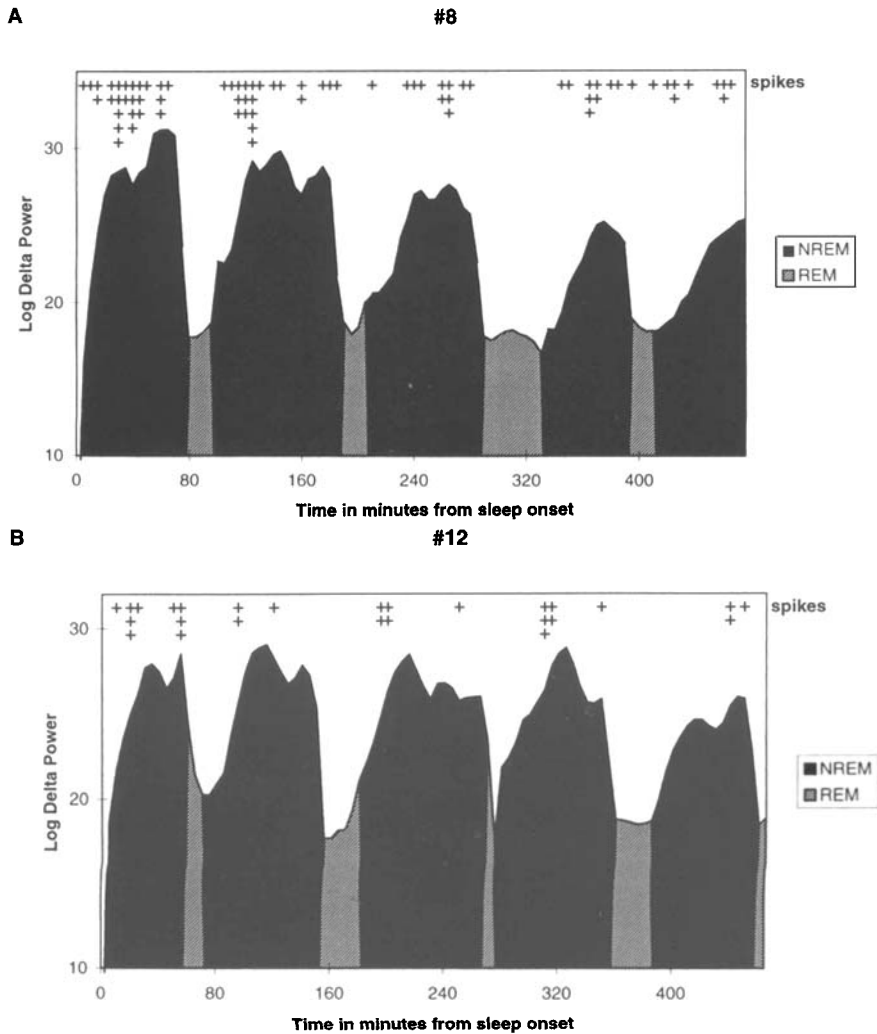 A
#8
spikes
30
20
10
Log Delta Power
0 80 160 240 320 400
Time in minutes from sleep onset
NREM
REM
B
#12
spikes
30
20
10
Log Delta Power
0 80 160 240 320 400
Time in minutes from sleep onset
NREM
REM